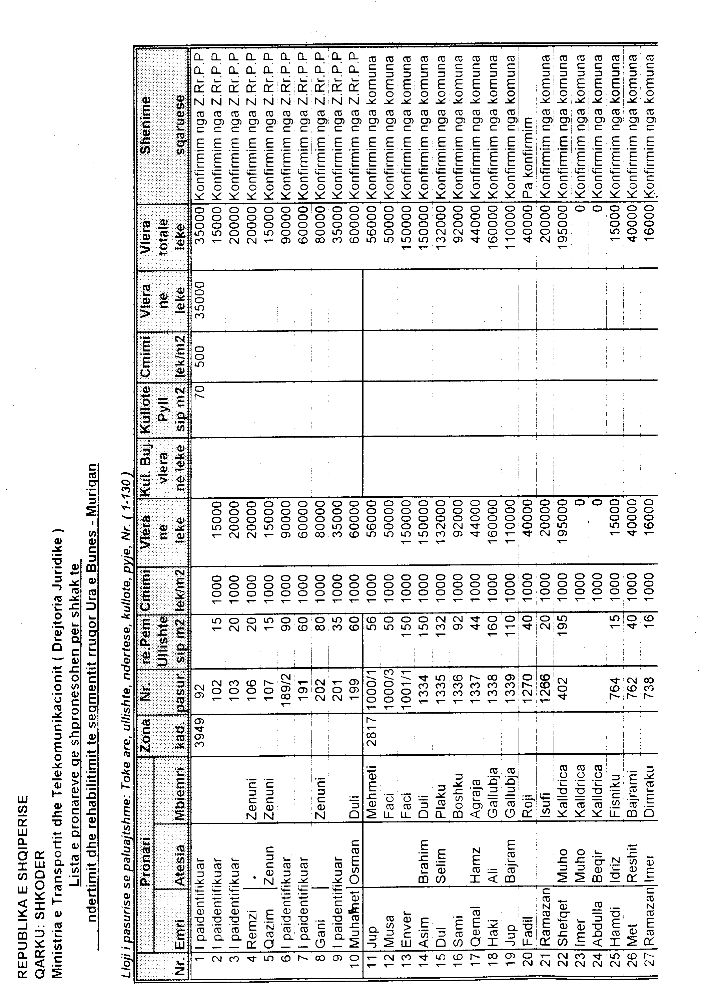 REPUBLIKA E SHQIPERISE
QARKU: SHKODER
Ministria e Transportit dhe Telekomunikacionit ( Drejtoria Juridike )
Lista e pronareve qe shpronesohen per shkak te
ndertimit dhe rehabilitimit te segmentit rrugor Ura e Bunes - Muriqan
Lloji i pasurise se paluajtshme: Toke are, ullishte, ndertese, kullote, pyje, Nr. ( 1-130 )
Pronari Zona Nr. re.Pem Cmimi Vlera Kul. Buj. Kullote Cmimi Vlera Vlera Shenime
Ullishte ne vlera Pyll ne totale
Nr. Emri Atesia Mbiemri kad. pasur. sip m2 lek/m2 leke ne leke sip m2 lek/m2 leke leke sqaruese
1 I paidentifikuar 3949 92 70 500 35000 35000 Konfirmim nga Z.Rr.P.P
2 I paidentifikuar 102 15 1000 15000 15000 Konfirmim nga Z.Rr.P.P
3 I paidentifikuar 103 20 1000 20000 20000 Konfirmim nga Z.Rr.P.P
4 Remzi Zenuni 106 20 1000 20000 20000 Konfirmim nga Z.Rr.P.P
5 Qazim Zenun Zenuni 107 15 1000 15000 15000 Konfirmim nga Z.Rr.P.P
6 I paidentifikuar 189/2 90 1000 90000 90000 Konfirmim nga Z.Rr.P.P
7 I paidentifikuar 191 60 1000 60000 60000 Konfirmim nga Z.Rr.P.P
8 Gani Zenuni 202 80 1000 80000 80000 Konfirmim nga Z.Rr.P.P
9 I paidentifikuar 201 35 1000 35000 35000 Konfirmim nga Z.Rr.P.P
10 Muhamet Osman Duli 199 60 1000 60000 60000 Konfirmim nga Z.Rr.P.P
11 Jup Mehmeti 2817 1000/1 56 1000 56000 56000 Konfirmim nga komuna
12 Musa Faci 1000/3 50 1000 50000 50000 Konfirmim nga komuna
13 Enver Faci 1001/1 150 1000 150000 150000 Konfirmim nga komuna
14 Asim Brahim Duli 1334 150 1000 150000 150000 Konfirmim nga komuna
15 Dul Selim Plaku 1335 132 1000 132000 132000 Konfirmim nga komuna
16 Sami Boshku 1336 92 1000 92000 92000 Konfirmim nga komuna
17 Qemal Hamz Agraja 1337 44 1000 44000 44000 Konfirmim nga komuna
18 Haki Ali Gallubja 1338 160 1000 160000 160000 Konfirmim nga komuna
19 Jup Bajram Gallubja 1339 110 1000 110000 110000 Konfirmim nga komuna
20 Fadil Roji 1270 40 1000 40000 40000 Pa konfirmim
21 Ramazan Isufi 1266 20 1000 20000 20000 Konfirmim nga komuna
22 Shefqet Muho Kalldrica 402 195 1000 195000 195000 Konfirmim nga komuna
23 Imer Muho Kalldrica 1000 0 0 Konfirmim nga komuna
24 Abdulla Beqir Kalldrica 1000 0 0 Konfirmim nga komuna
25 Hamdi Idriz Fisniku 764 15 1000 15000 15000 Konfirmim nga komuna
26 Met Reshit Bajrami 762 40 1000 40000 40000 Konfirmim nga komuna
27 Ramazan Imer Dimraku 738 16 1000 16000 16000 Konfirmim nga komuna